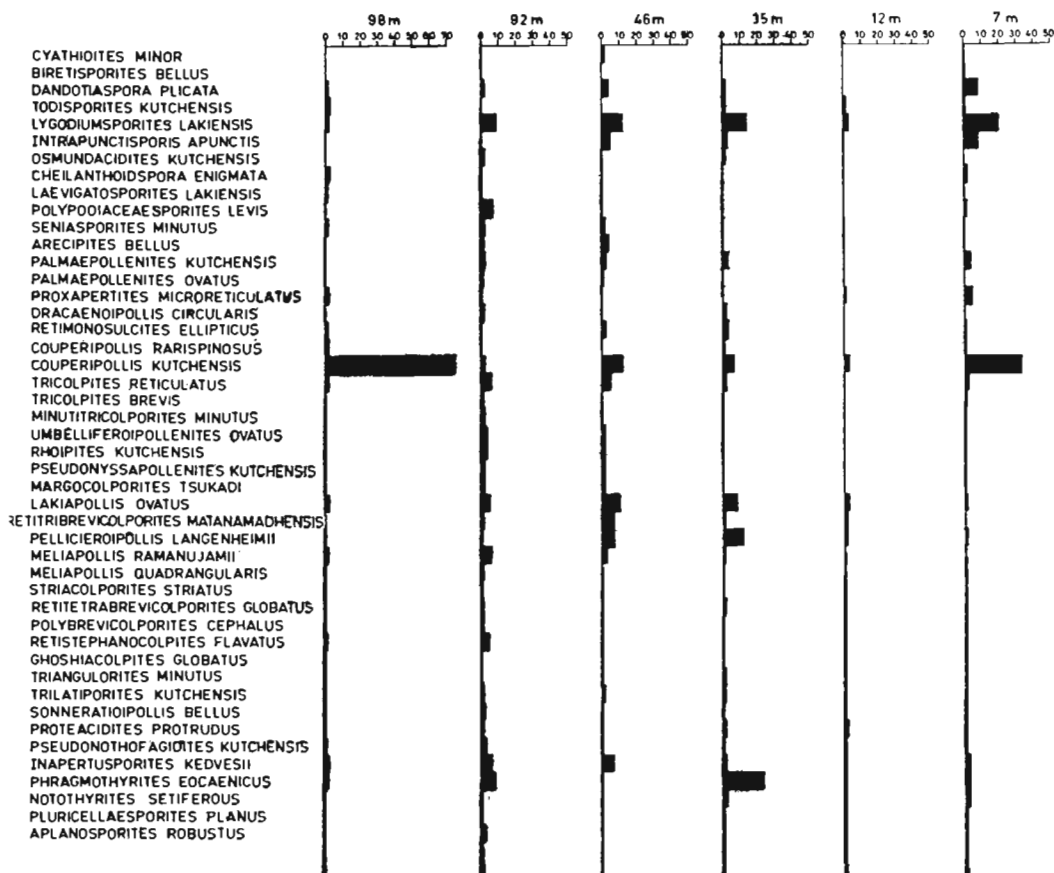 98m 92m 46m 35m 12m 7m
0 10 20 30 40 50 60 70 0 10 20 30 40 50 0 10 20 30 40 50 0 10 20 30 40 50 0 10 20 30 40 50 0 10 20 30 40 50
CYATHIOITES MINOR
BIRETISPORITES BELLUS
DANDOTIASPORA PLICATA
TODISPORITES KUTCHENSIS
LYGODIUMSPORITES LAKIENSIS
INTRAPUNCTISPORIS APUNCTIS
OSMUNDACIDITES KUTCHENSIS
CHEILANTHOIDSPORA ENIGMATA
LAEVIGATOSPORITES LAKIENSIS
POLYPODIACEAESPORITES LEVIS
SENIASPORITES MINUTUS
ARECIPITES BELLUS
PALMAEPOLLENITES KUTCHENSIS
PALMAEPOLLENITES OVATUS
PROXAPERTITES MICRORETICULATUS
DRACAENOIPOLLIS CIRCULARIS
RETIMONOSULCITES ELLIPTICUS
COUPERIPOLLIS RARISPINOSUS
COUPERIPOLLIS KUTCHENSIS
TRICOLPITES RETICULATUS
TRICOLPITES BREVIS
MINUTITRICOLPORITES MINUTUS
UMBELLIFEROIPOLLENITES OVATUS
RHOIPITES KUTCHENSIS
PSEUDONYSSAPOLLENITES KUTCHENSIS
MARGOCOLPORITES TSUKADI
LAKIAPOLLIS OVATUS
RETITRIBREVICOLPORITES MATANAMADHENSIS
PELLICIEROIPOLLIS LANGENHEIMII
MELIAPOLLIS RAMANUJAMII
MELIAPOLLIS QUADRANGULARIS
STRIACOLPORITES STRIATUS
RETITETRABREVICOLPORITES GLOBATUS
POLYBREVICOLPORITES CEPHALUS
RETISTEPHANOCOLPITES FLAVATUS
GHOSHIACOLPITES GLOBATUS
TRIANGULORITES MINUTUS
TRILATIPORITES KUTCHENSIS
SONNERATIOIPOLLIS BELLUS
PROTEACIDITES PROTRUDUS
PSEUDONOTHOFAGIDITES KUTCHENSIS
INAPERTUSPORITES KEDVESII
PHRAGMOTHYRITES EOCAENICUS
NOTOTHYRITES SETIFEROUS
PLURICELLAESPORITES PLANUS
APLANOSPORITES ROBUSTUS